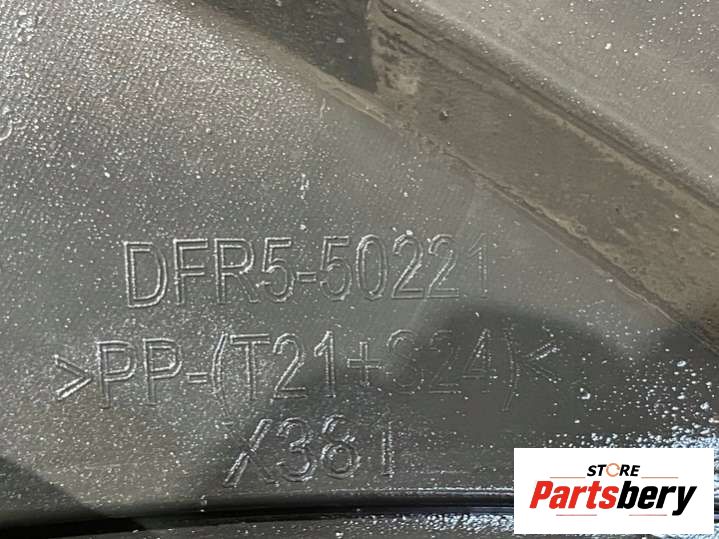 DFR5-50221
>PP-(T21+S24)<
X381
STORE
Partsbery